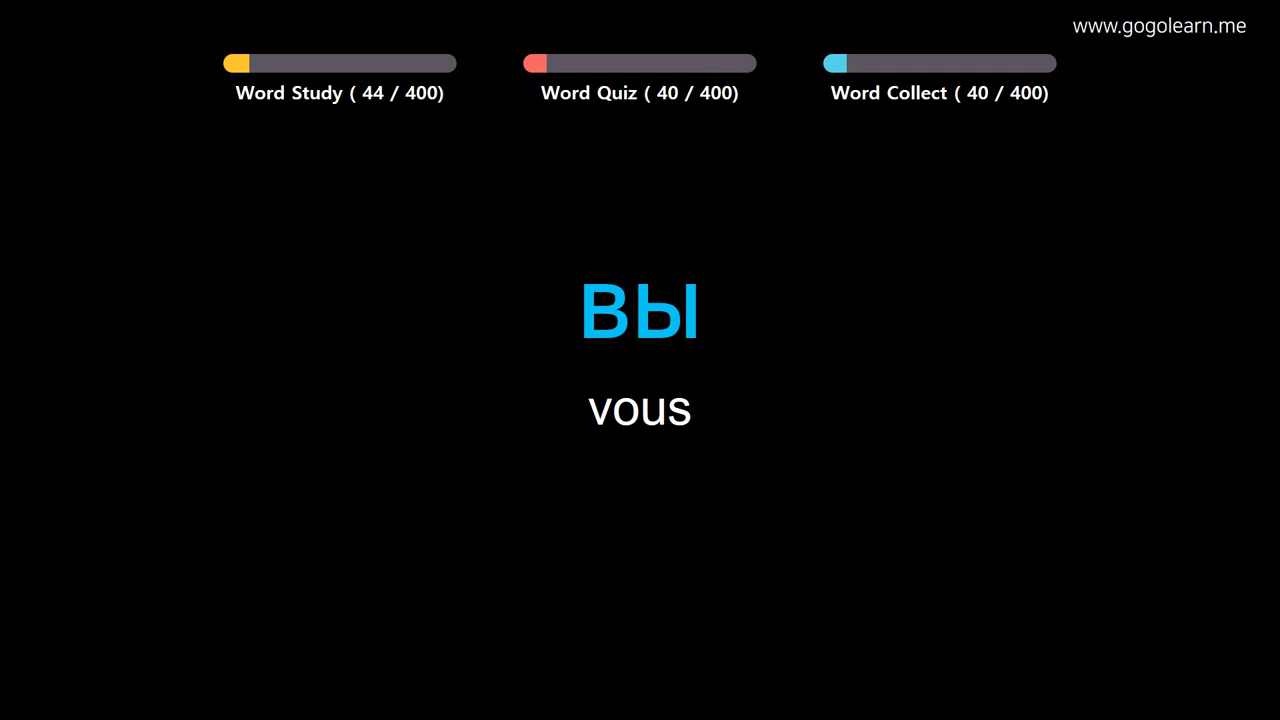 www.gogolearn.me
Word Study ( 44 / 400)
Word Quiz ( 40 / 400)
Word Collect ( 40 / 400)
вы
vous